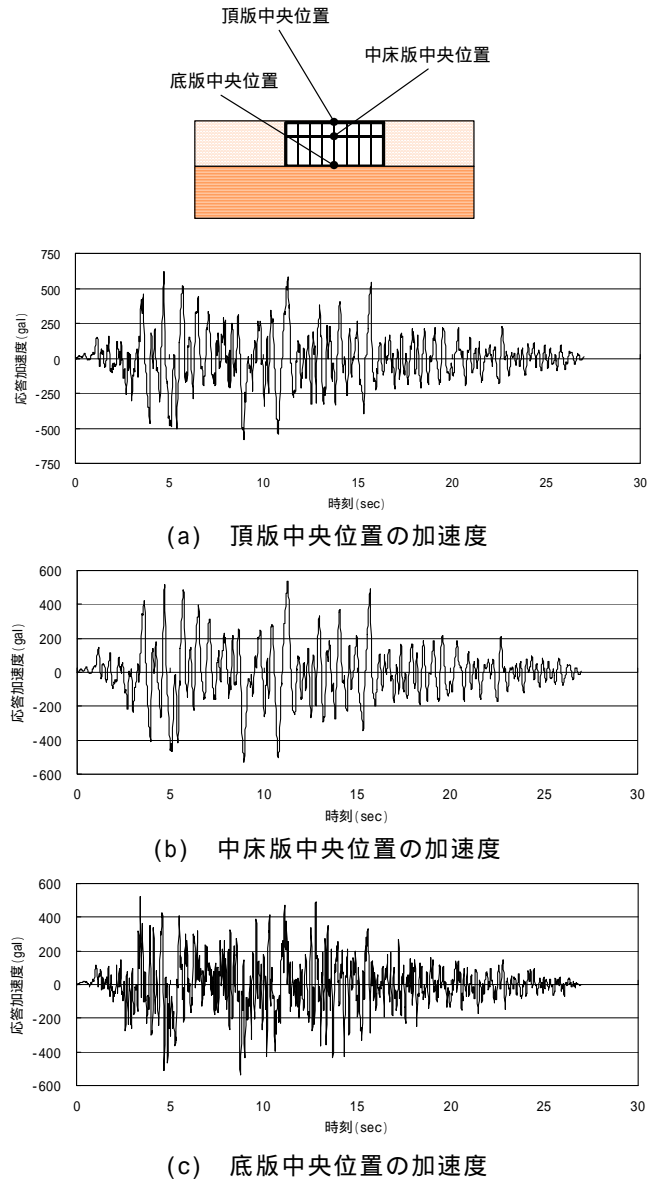 頂版中央位置
中床版中央位置
底版中央位置
750
500
250
0
-250
-500
-750
応答加速度(gal)
0 5 10 15 20 25 30
時刻(sec)
(a) 頂版中央位置の加速度
600
400
200
0
-200
-400
-600
応答加速度(gal)
0 5 10 15 20 25 30
時刻(sec)
(b) 中床版中央位置の加速度
600
400
200
0
-200
-400
-600
応答加速度(gal)
0 5 10 15 20 25 30
時刻(sec)
(c) 底版中央位置の加速度